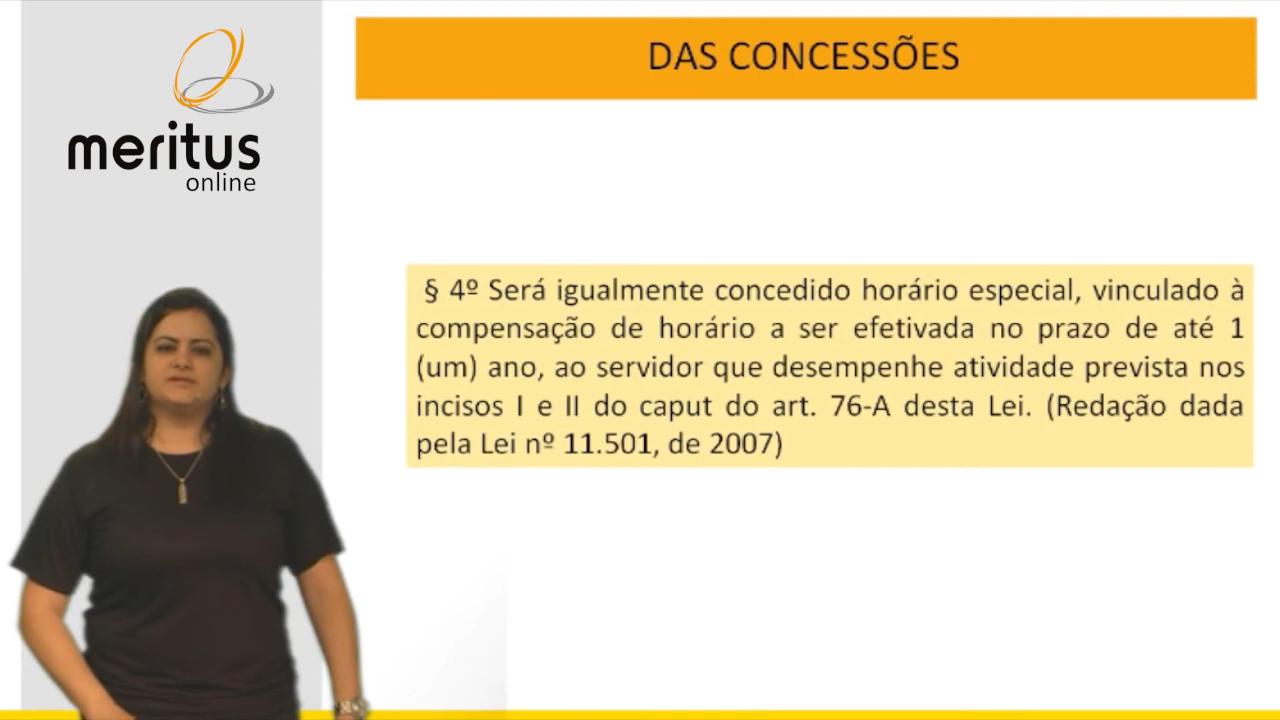 meritus
online
DAS CONCESSÕES
§ 4º Será igualmente concedido horário especial, vinculado à
compensação de horário a ser efetivada no prazo de até 1
(um) ano, ao servidor que desempenhe atividade prevista nos
incisos I e II do caput do art. 76-A desta Lei. (Redação dada
pela Lei nº 11.501, de 2007)